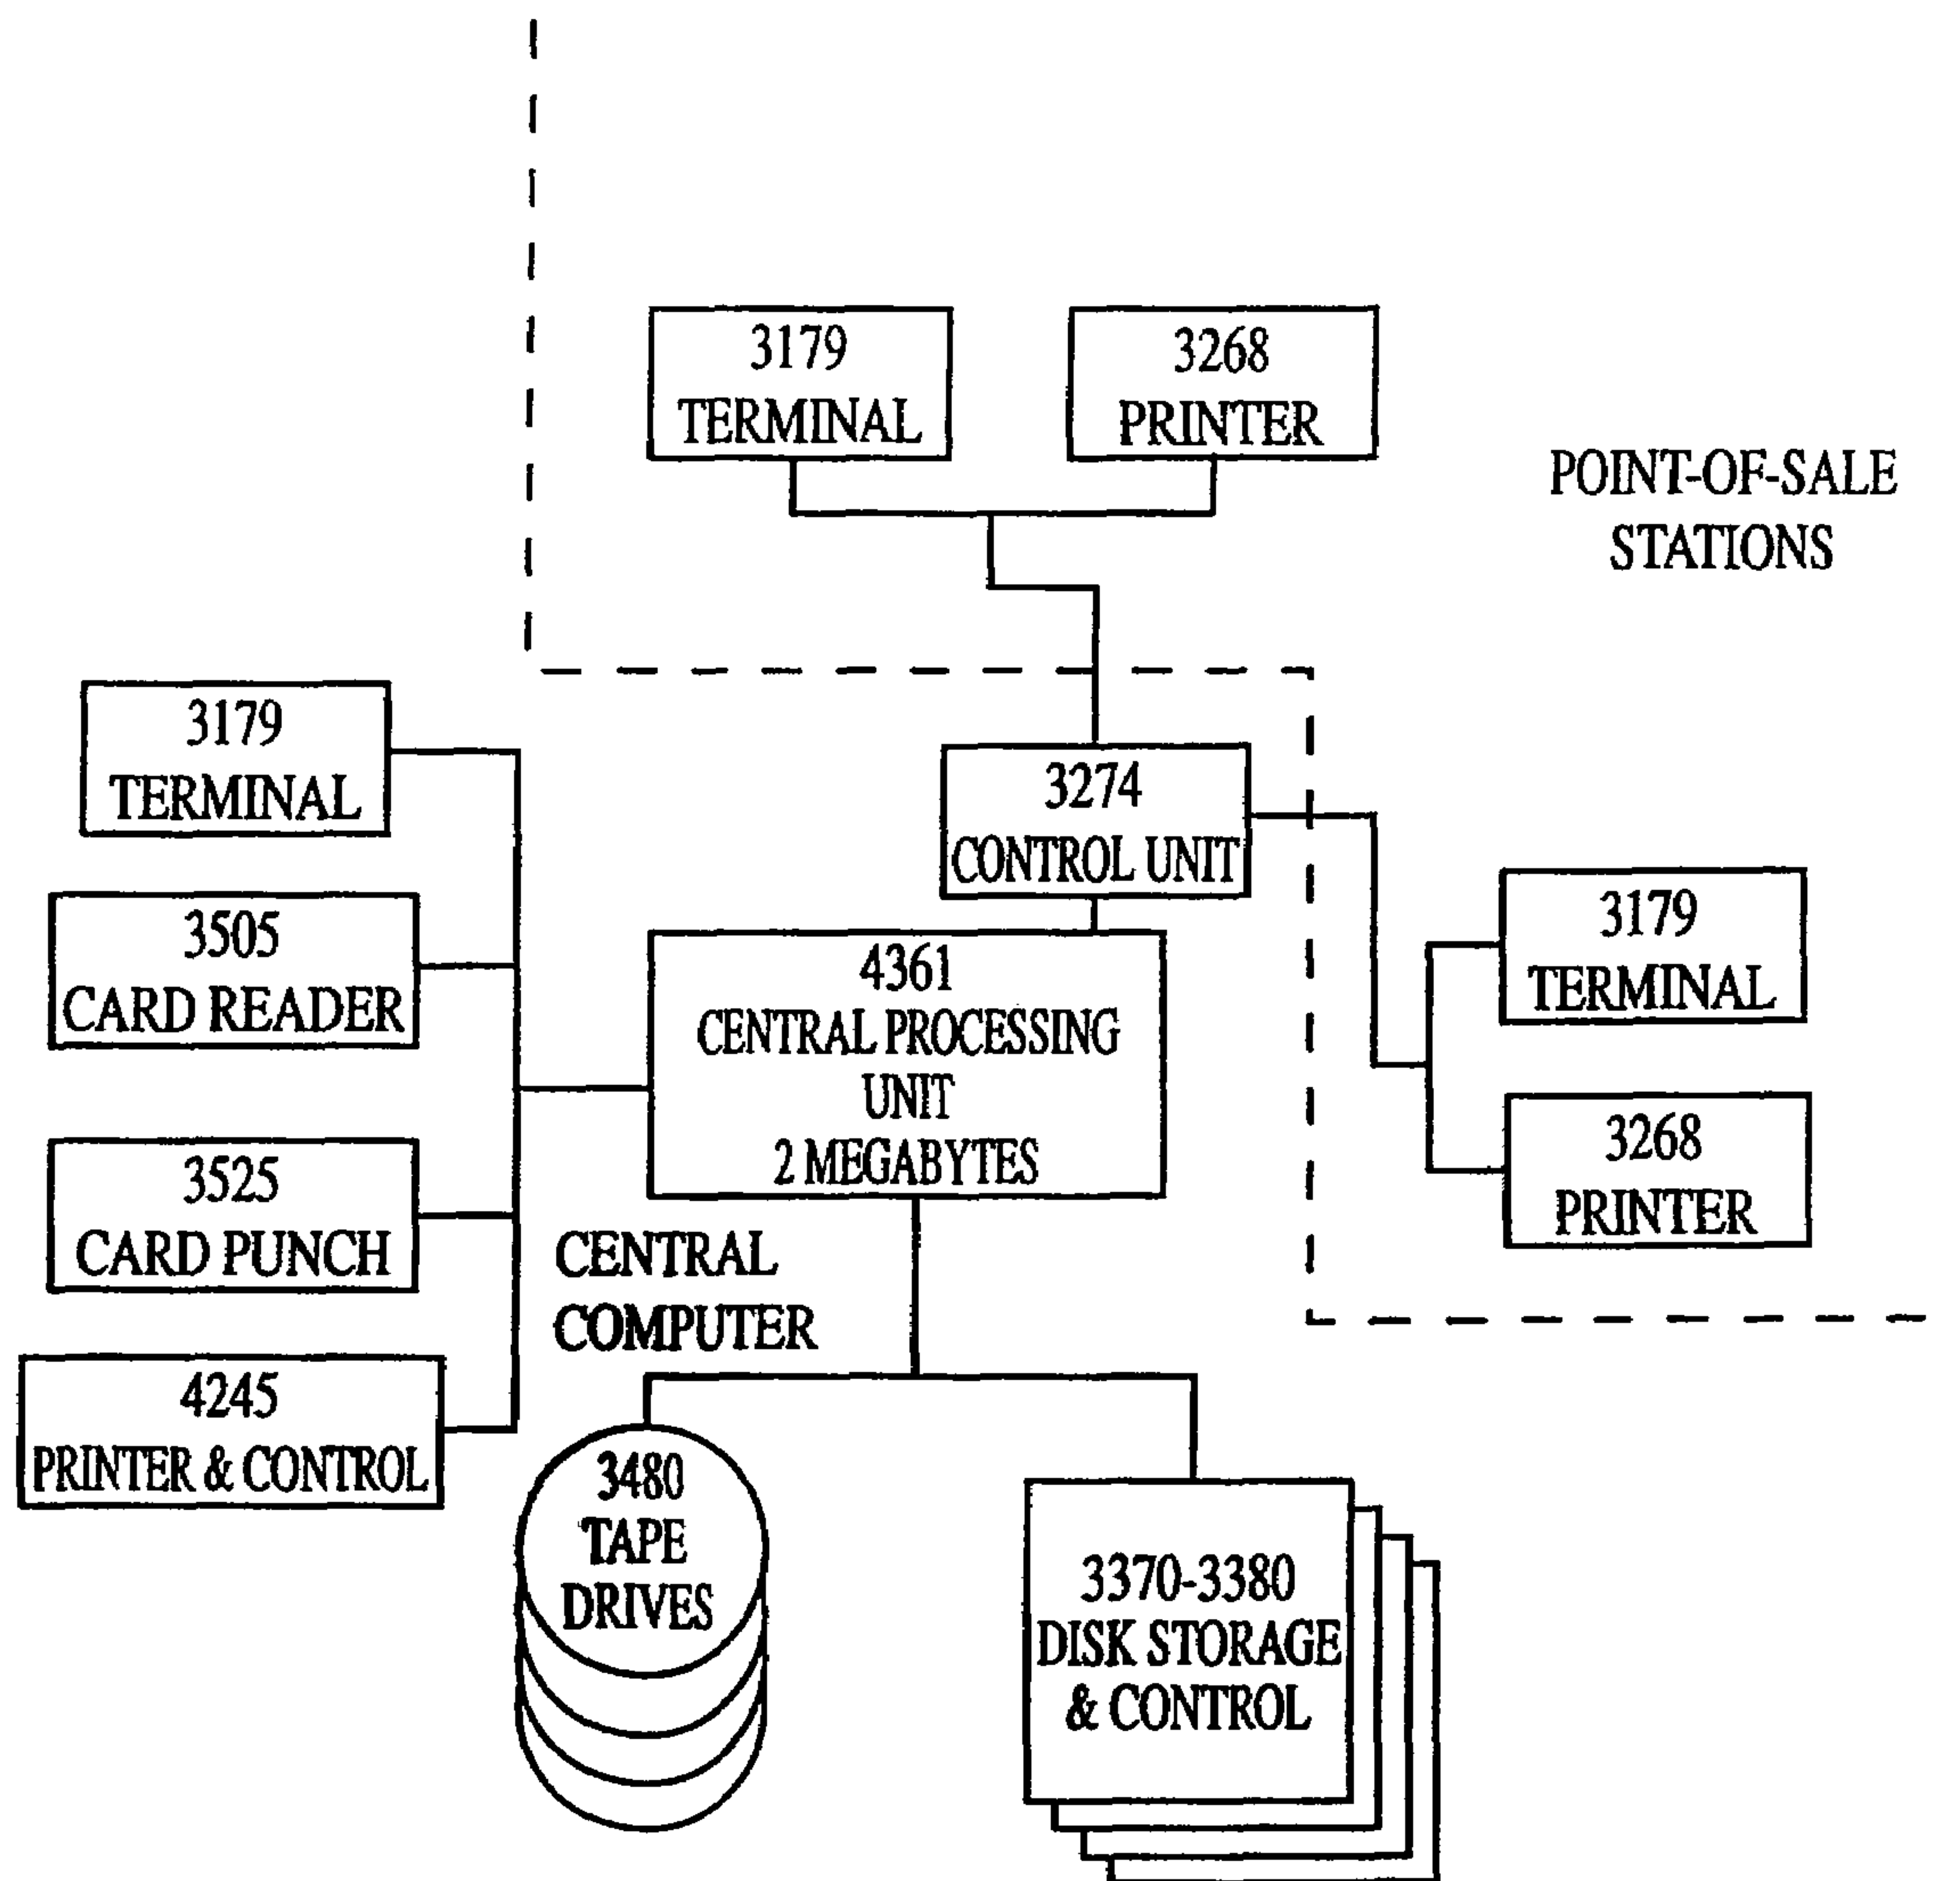 3179
TERMINAL
3268
PRINTER
POINT-OF-SALE
STATIONS
3179
TERMINAL
3274
CONTROL UNIT
3505
CARD READER
4361
CENTRAL PROCESSING
UNIT
2 MEGABYTES
3179
TERMINAL
3525
CARD PUNCH
3268
PRINTER
CENTRAL
COMPUTER
4245
PRINTER & CONTROL
3480
TAPE
DRIVES
3370-3380
DISK STORAGE
& CONTROL